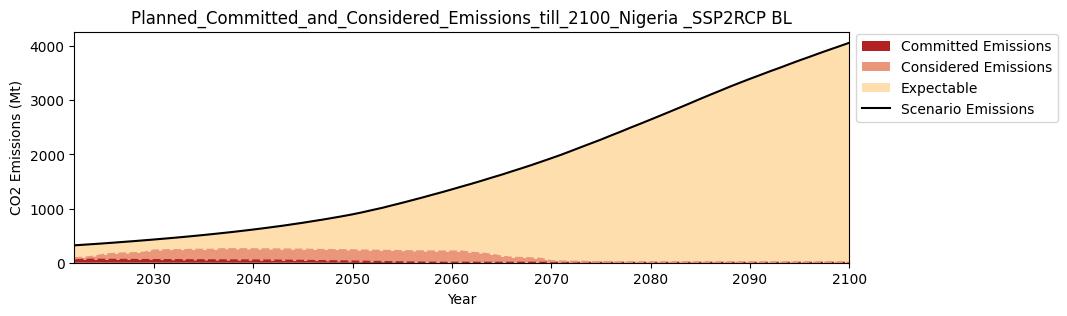 Planned_Committed_and_Considered_Emissions_till_2100_Nigeria _SSP2RCP BL
CO2 Emissions (Mt)
4000
3000
2000
1000
0
2030
2040
2050
2060
2070
2080
2090
2100
Year
Committed Emissions
Considered Emissions
Expectable
Scenario Emissions